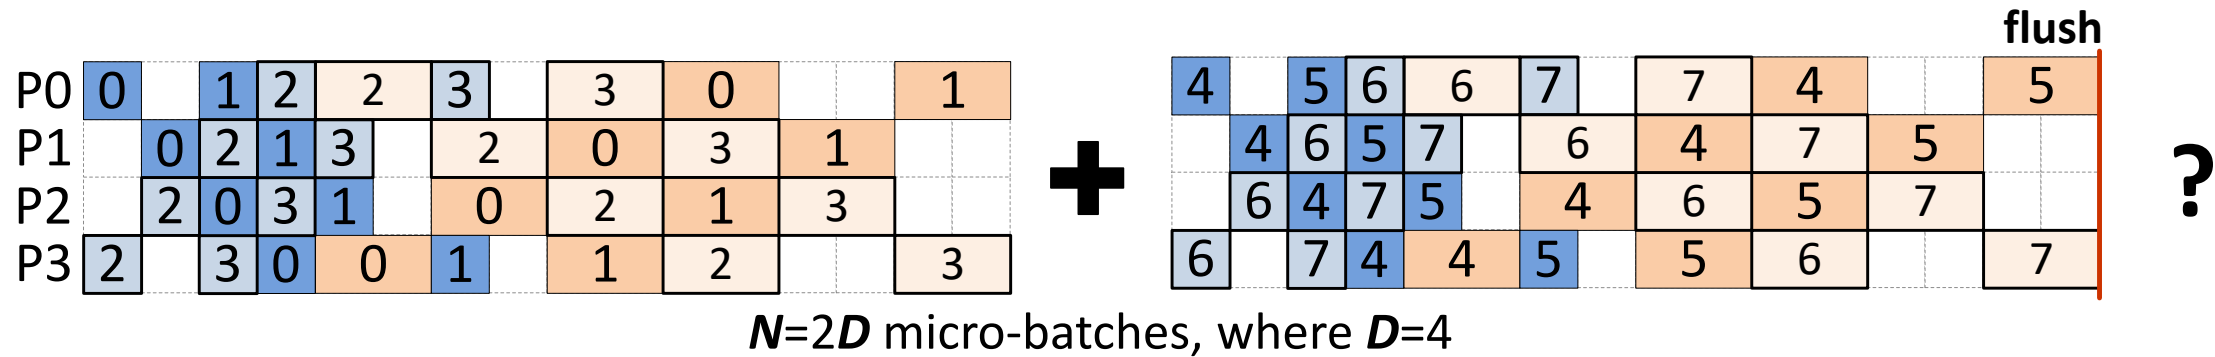 flush
P0 0 1 2 2 3 3 0 1 4 5 6 6 7 7 4 5
P1 0 2 1 3 2 0 3 1 4 6 5 7 6 4 7 5
P2 2 0 3 1 0 2 1 3 6 4 7 5 4 6 5 7
P3 2 3 0 0 1 1 2 3 6 7 4 4 5 5 6 7
+ ?
N=2D micro-batches, where D=4